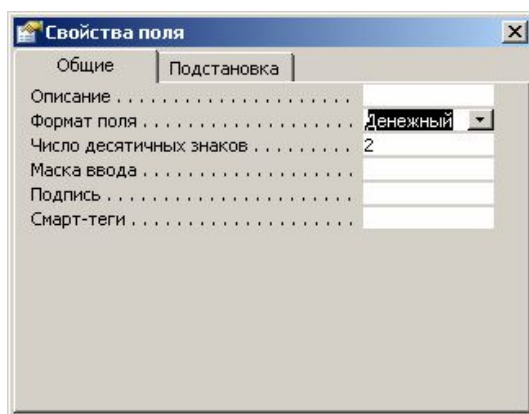 Свойства поля
Общие Подстановка
Описание . . . . . . . . . . . . . . . . . . . . .
Формат поля . . . . . . . . . . . . . . . . . . . Денежный
Число десятичных знаков . . . . . . . . . 2
Маска ввода . . . . . . . . . . . . . . . . . . .
Подпись . . . . . . . . . . . . . . . . . . . . . .
Смарт-теги . . . . . . . . . . . . . . . . . . . .